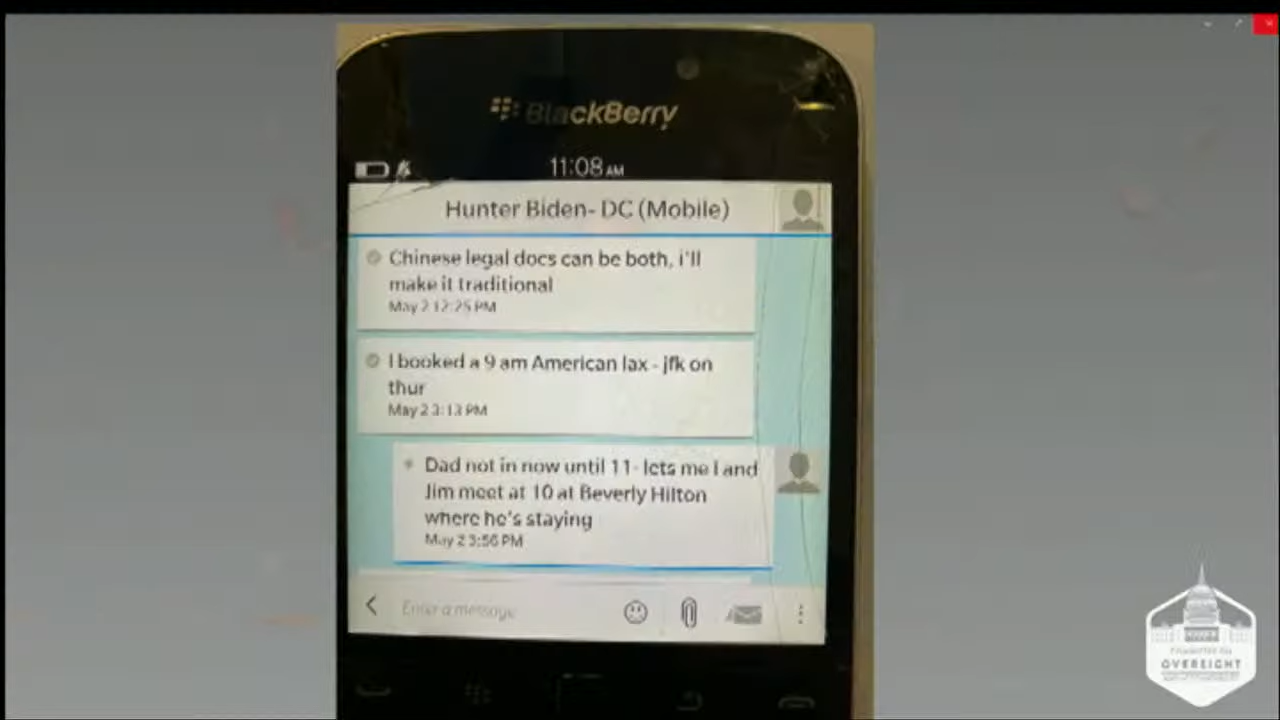 BlackBerry
11:08 AM
Hunter Biden- DC (Mobile)
Chinese legal docs can be both, i'll
make it traditional
May 2 12:25 PM
I booked a 9 am American lax - jfk on
thur
May 2 3:13 PM
Dad not in now until 11- lets me I and
Jim meet at 10 at Beverly Hilton
where he's staying
May 2 3:56 PM
Enter a message
OVERSIGHT